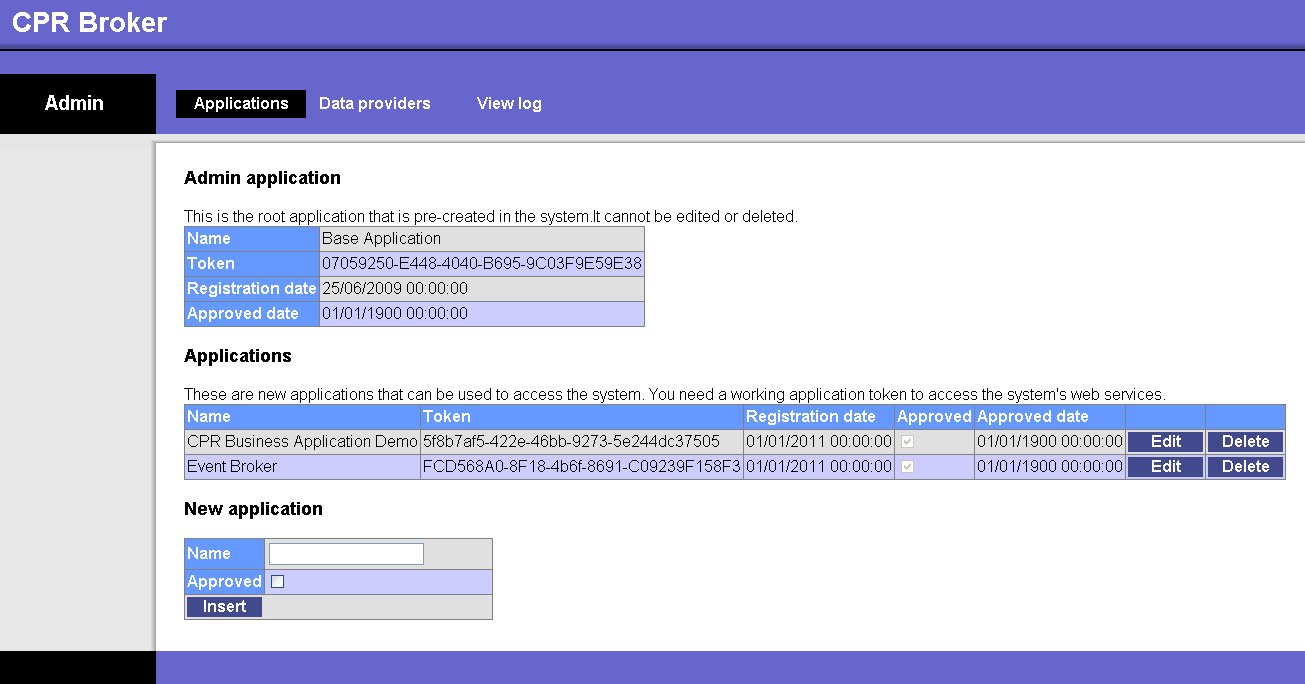 CPR Broker
Admin
Applications Data providers View log
Admin application
This is the root application that is pre-created in the system.It cannot be edited or deleted.
Name Base Application
Token 07059250-E448-4040-B695-9C03F9E59E38
Registration date 25/06/2009 00:00:00
Approved date 01/01/1900 00:00:00
Applications
These are new applications that can be used to access the system. You need a working application token to access the system's web services.
Name Token Registration date Approved Approved date
CPR Business Application Demo 5f8b7af5-422e-46bb-9273-5e244dc37505 01/01/2011 00:00:00 01/01/1900 00:00:00 Edit Delete
Event Broker FCD568A0-8F18-4b6f-8691-C09239F158F3 01/01/2011 00:00:00 01/01/1900 00:00:00 Edit Delete
New application
Name
Approved
Insert